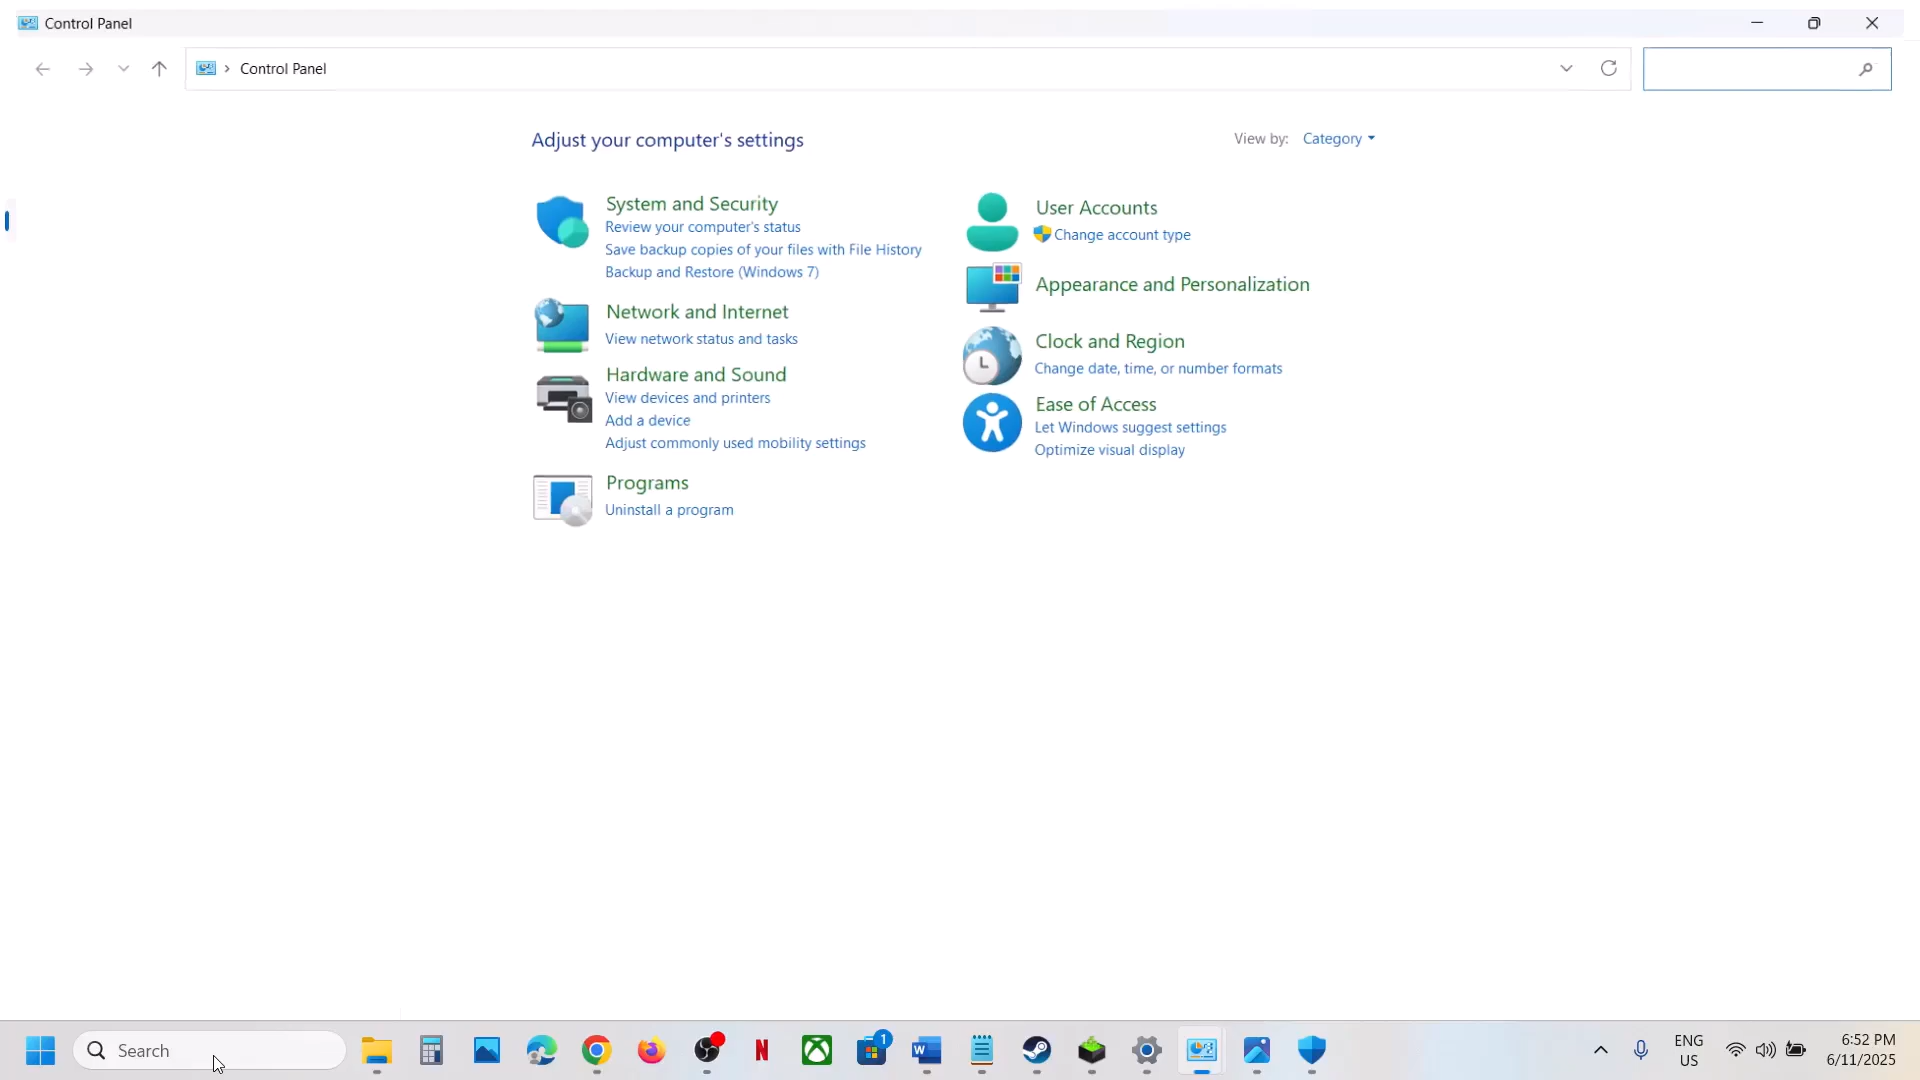 Control Panel
Control Panel
Adjust your computer's settings
View by: Category
System and Security
Review your computer's status
Save backup copies of your files with File History
Backup and Restore (Windows 7)
Network and Internet
View network status and tasks
Hardware and Sound
View devices and printers
Add a device
Adjust commonly used mobility settings
Programs
Uninstall a program
User Accounts
Change account type
Appearance and Personalization
Clock and Region
Change date, time, or number formats
Ease of Access
Let Windows suggest settings
Optimize visual display
Search
N
1
W
ENG
US
6:52 PM
6/11/2025